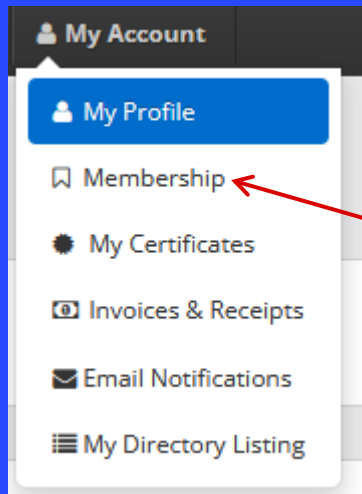 My Account
My Profile
Membership
My Certificates
Invoices & Receipts
Email Notifications
My Directory Listing